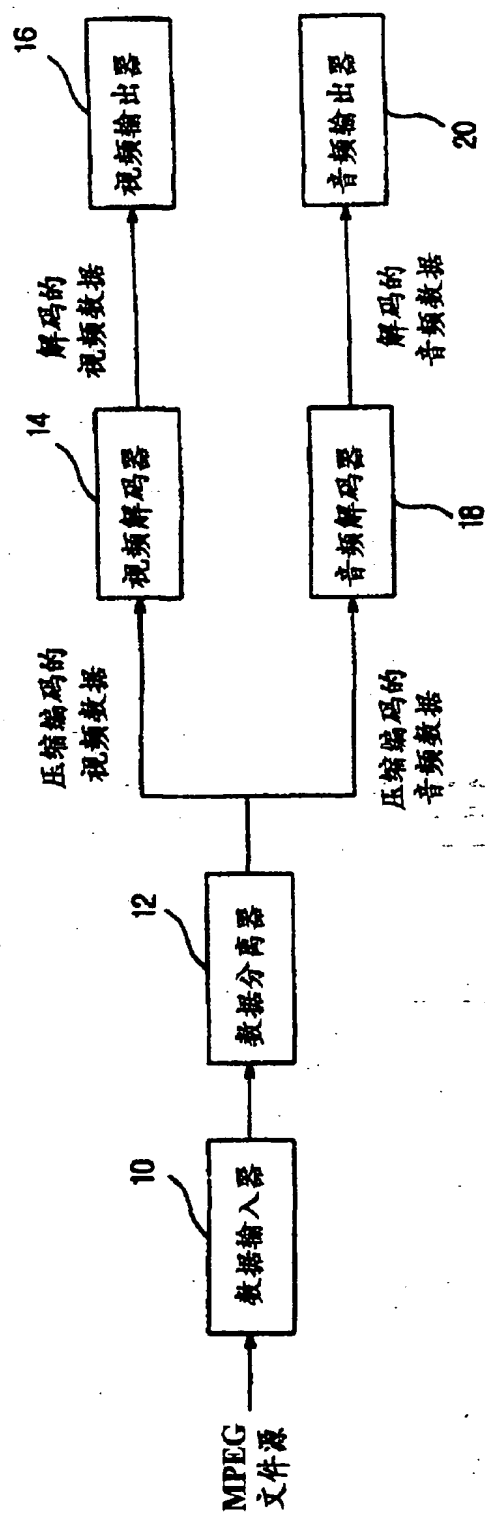 MPEG
文件源
10
数据输入器
12
数据分离器
压缩编码的
视频数据
14
视频解码器
解码的
视频数据
16
视频输出器
压缩编码的
音频数据
18
音频解码器
解码的
音频数据
20
音频输出器